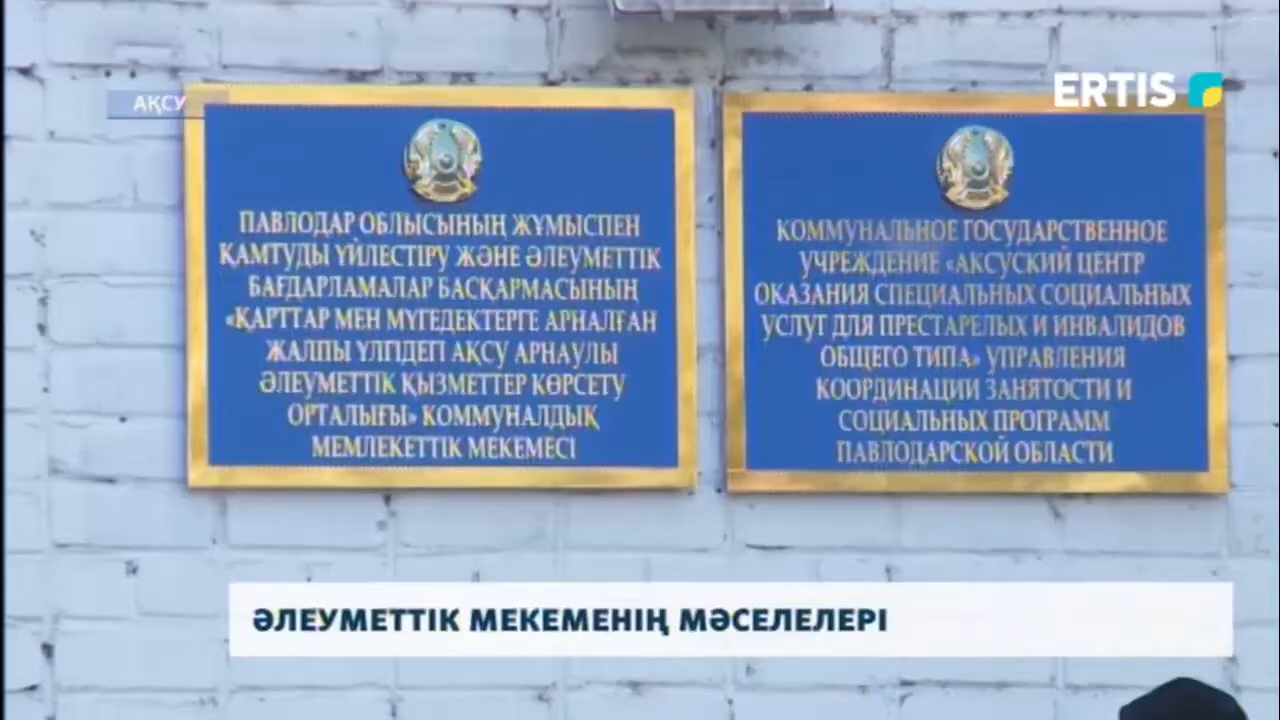 АҚСУ
ERTIS
ПАВЛОДАР ОБЛЫСЫНЫҢ ЖҰМЫСПЕН
ҚАМТУДЫ ҮЙЛЕСТІРУ ЖӘНЕ ӘЛЕУМЕТТІК
БАҒДАРЛАМАЛАР БАСҚАРМАСЫНЫҢ
«ҚАРТТАР МЕН МҮГЕДЕКТЕРГЕ АРНАЛҒАН
ЖАЛПЫ ҮЛГІДЕГІ АҚСУ АРНАУЛЫ
ӘЛЕУМЕТТІК ҚЫЗМЕТТЕР КӨРСЕТУ
ОРТАЛЫҒЫ» КОММУНАЛДЫҚ
МЕМЛЕКЕТТІК МЕКЕМЕСІ
КОММУНАЛЬНОЕ ГОСУДАРСТВЕННОЕ
УЧРЕЖДЕНИЕ «АКСУСКИЙ ЦЕНТР
ОКАЗАНИЯ СПЕЦИАЛЬНЫХ СОЦИАЛЬНЫХ
УСЛУГ ДЛЯ ПРЕСТАРЕЛЫХ И ИНВАЛИДОВ
ОБЩЕГО ТИПА» УПРАВЛЕНИЯ
КООРДИНАЦИИ ЗАНЯТОСТИ И
СОЦИАЛЬНЫХ ПРОГРАММ
ПАВЛОДАРСКОЙ ОБЛАСТИ
ӘЛЕУМЕТТІК МЕКЕМЕНІҢ МӘСЕЛЕЛЕРІ